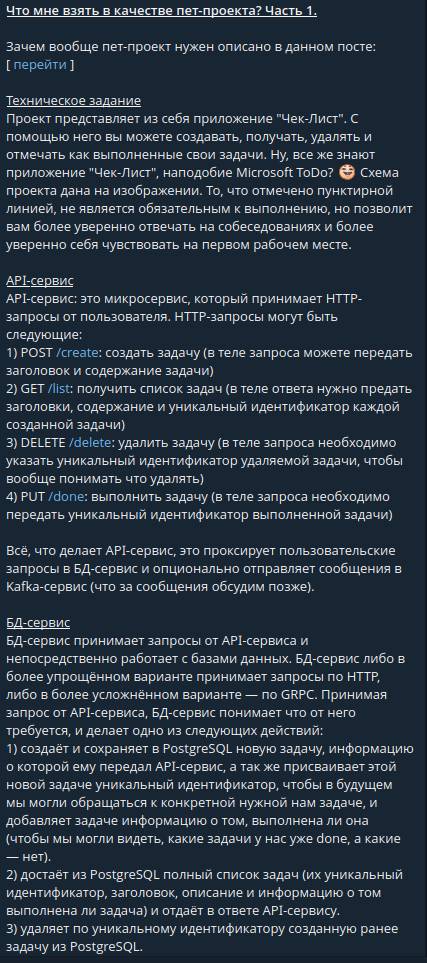 Что мне взять в качестве пет-проекта? Часть 1.
Зачем вообще пет-проект нужен описано в данном посте:
[ перейти ]
Техническое задание
Проект представляет из себя приложение "Чек-Лист". С
помощью него вы можете создавать, получать, удалять и
отмечать как выполненные свои задачи. Ну, все же знают
приложение "Чек-Лист", наподобие Microsoft ToDo? 😁 Схема
проекта дана на изображении. То, что отмечено пунктирной
линией, не является обязательным к выполнению, но позволит
вам более уверенно отвечать на собеседованиях и более
уверенно себя чувствовать на первом рабочем месте.
API-сервис
API-сервис: это микросервис, который принимает HTTP-
запросы от пользователя. HTTP-запросы могут быть
следующие:
1) POST /create: создать задачу (в теле запроса можете передать
заголовок и содержание задачи)
2) GET /list: получить список задач (в теле ответа нужно предать
заголовки, содержание и уникальный идентификатор каждой
созданной задачи)
3) DELETE /delete: удалить задачу (в теле запроса необходимо
указать уникальный идентификатор удаляемой задачи, чтобы
вообще понимать что удалять)
4) PUT /done: выполнить задачу (в теле запроса необходимо
передать уникальный идентификатор выполненной задачи)
Всё, что делает API-сервис, это проксирует пользовательские
запросы в БД-сервис и опционально отправляет сообщения в
Kafka-сервис (что за сообщения обсудим позже).
БД-сервис
БД-сервис принимает запросы от API-сервиса и
непосредственно работает с базами данных. БД-сервис либо в
более упрощённом варианте принимает запросы по HTTP,
либо в более усложнённом варианте — по GRPC. Принимая
запрос от API-сервиса, БД-сервис понимает что от него
требуется, и делает одно из следующих действий:
1) создаёт и сохраняет в PostgreSQL новую задачу, информацию
о которой ему передал API-сервис, а так же присваивает этой
новой задаче уникальный идентификатор, чтобы в будущем
мы могли обращаться к конкретной нужной нам задаче, и
добавляет задаче информацию о том, выполнена ли она
(чтобы мы могли видеть, какие задачи у нас уже done, а какие
— нет).
2) достаёт из PostgreSQL полный список задач (их уникальный
идентификатор, заголовок, описание и информацию о том
выполнена ли задача) и отдаёт в ответе API-сервису.
3) удаляет по уникальному идентификатору созданную ранее
задачу из PostgreSQL.